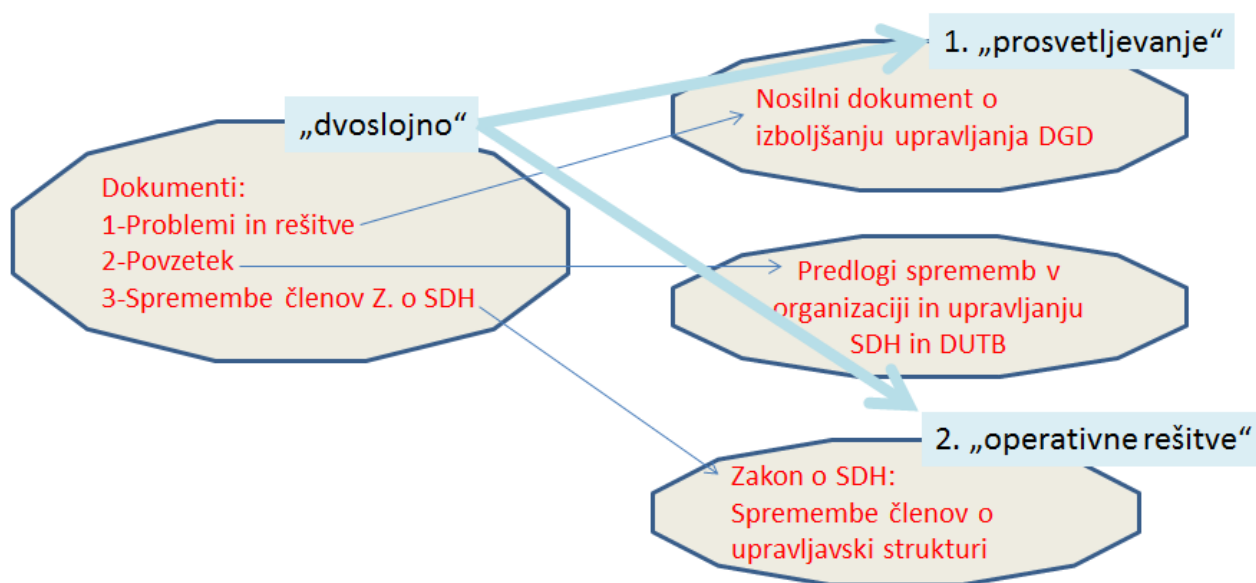 „dvoslojno“
Dokumenti:
1-Problemi in rešitve
2-Povzetek
3-Spremembe členov Z. o SDH
1. „prosvetljevanje“
Nosilni dokument o
izboljšanju upravljanja DGD
Predlogi sprememb v
organizaciji in upravljanju
SDH in DUTB
2. „operativne rešitve“
Zakon o SDH:
Spremembe členov o
upravljavski strukturi